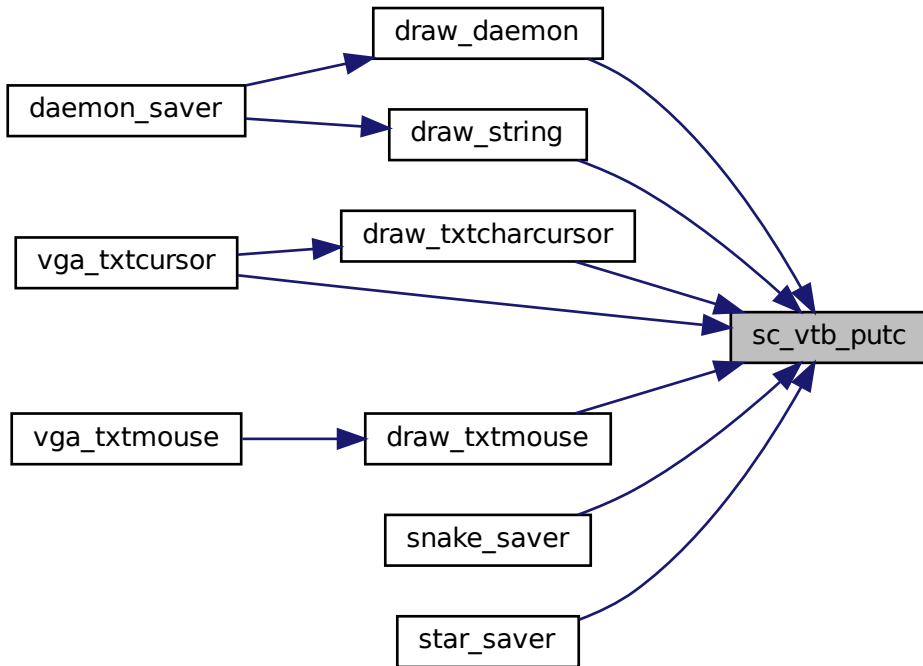 draw_daemon
daemon_saver
draw_string
draw_txtcharcursor
vga_txtcursor
sc_vtb_putc
vga_txtmouse
draw_txtmouse
snake_saver
star_saver